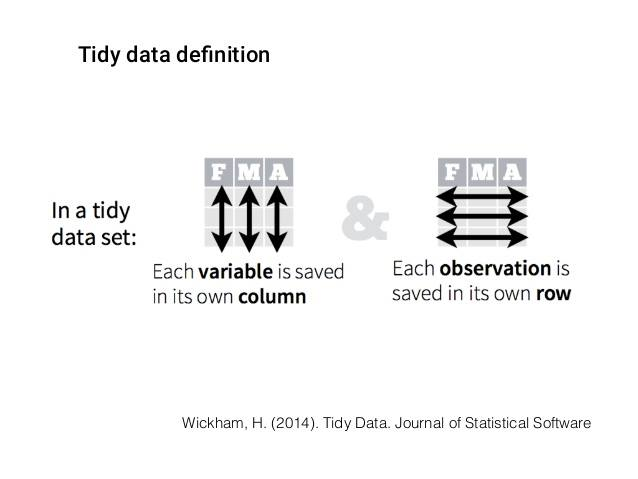 Tidy data definition
F M A
F M A
In a tidy
data set:
&
Each variable is saved
in its own column
Each observation is
saved in its own row
Wickham, H. (2014). Tidy Data. Journal of Statistical Software